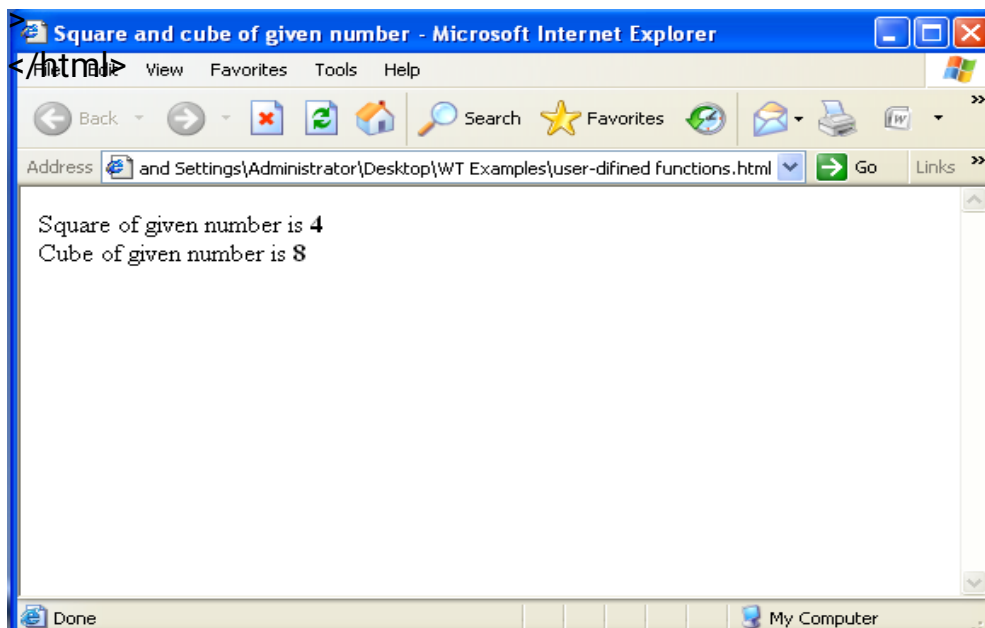 >
Square and cube of given number - Microsoft Internet Explorer
</html>
File Edit View Favorites Tools Help
Back Search Favorites W »
Address and Settings\Administrator\Desktop\WT Examples\user-difined functions.html Go Links »
Square of given number is 4
Cube of given number is 8
Done My Computer